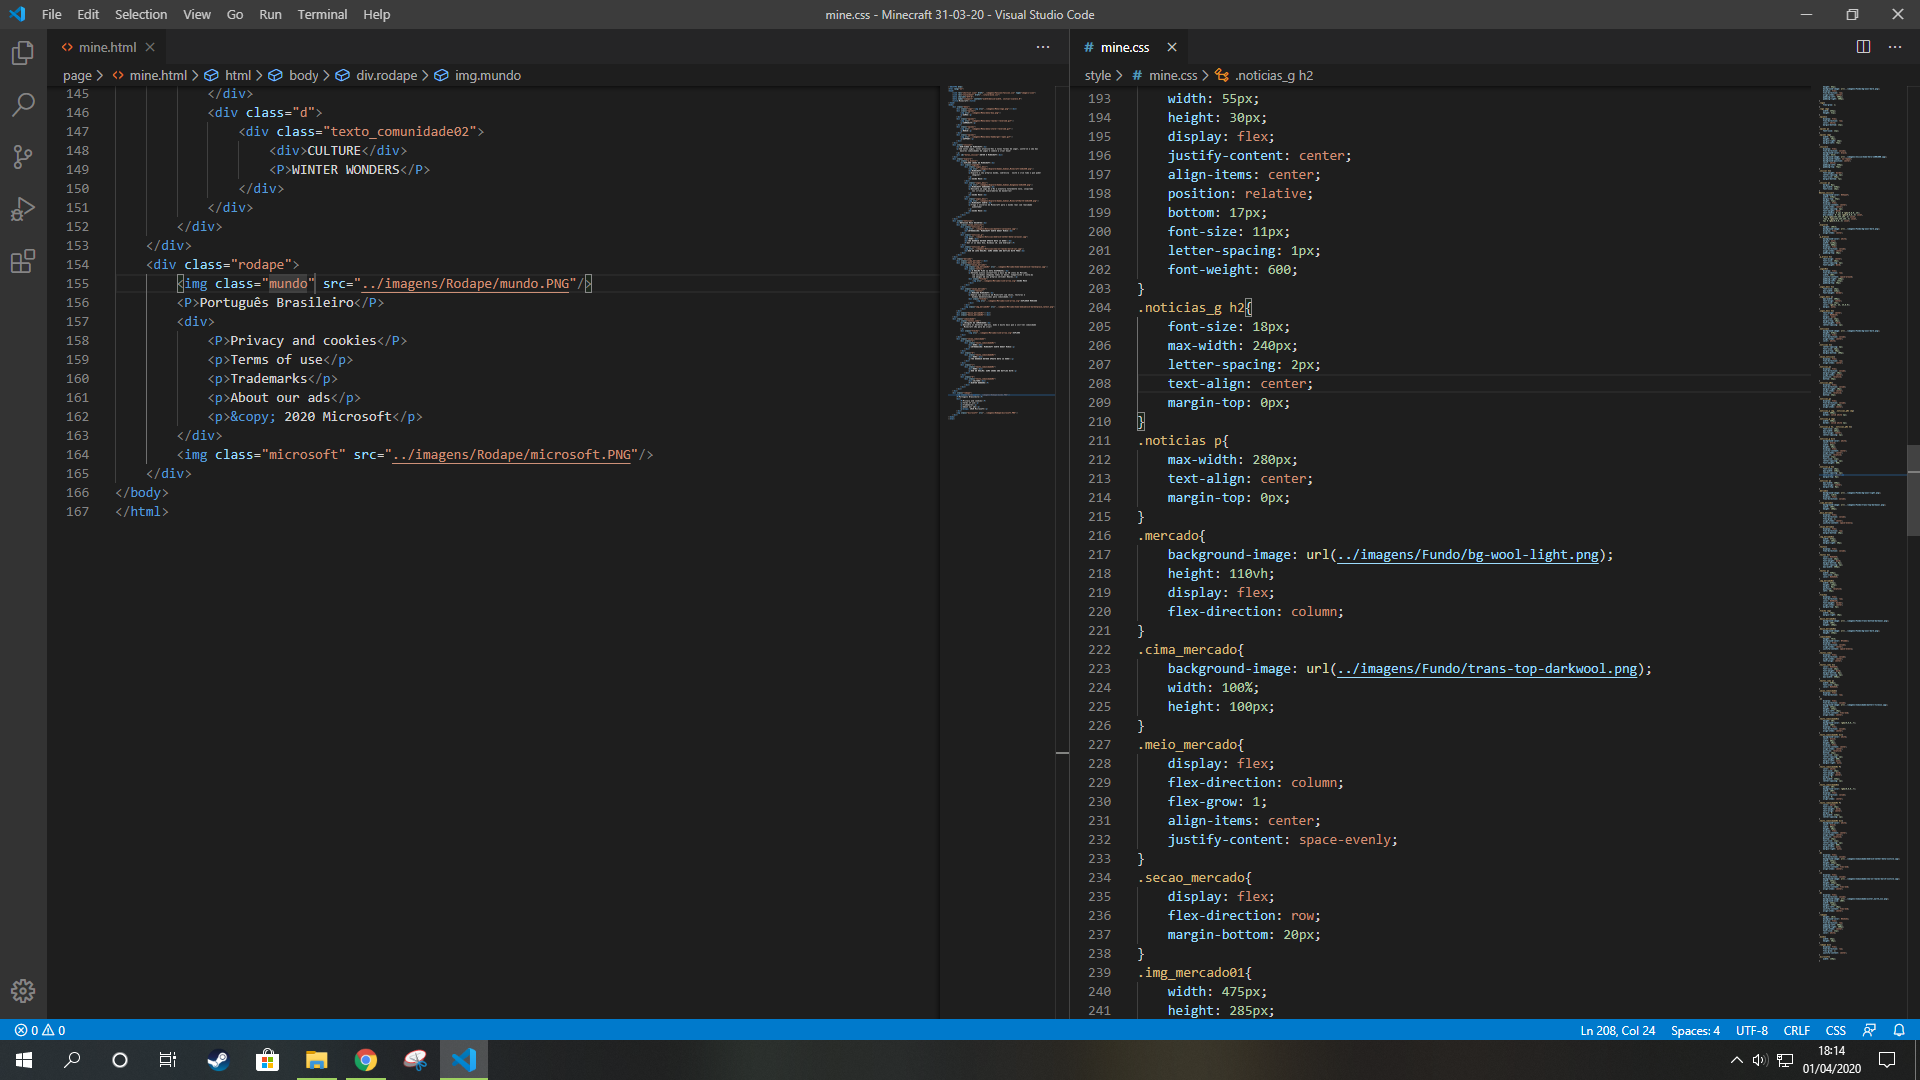 File Edit Selection View Go Run Terminal Help
mine.css - Minecraft 31-03-20 - Visual Studio Code
mine.html
page > mine.html > html > body > div.rodape > img.mundo
145 </div>
146 <div class="d">
147 <div class="texto_comunidade02">
148 <div>CULTURE</div>
149 <P>WINTER WONDERS</P>
150 </div>
151 </div>
152 </div>
153 </div>
154 <div class="rodape">
155 <img class="mundo" src="../imagens/Rodape/mundo.PNG"/>
156 <P>Português Brasileiro</P>
157 <div>
158 <P>Privacy and cookies</P>
159 <p>Terms of use</p>
160 <p>Trademarks</p>
161 <p>About our ads</p>
162 <p>&copy; 2020 Microsoft</p>
163 </div>
164 <img class="microsoft" src="../imagens/Rodape/microsoft.PNG"/>
165 </div>
166 </body>
167 </html>
# mine.css
style > # mine.css > .noticias_g h2
193 width: 55px;
194 height: 30px;
195 display: flex;
196 justify-content: center;
197 align-items: center;
198 position: relative;
199 bottom: 17px;
200 font-size: 11px;
201 letter-spacing: 1px;
202 font-weight: 600;
203 }
204 .noticias_g h2{
205 font-size: 18px;
206 max-width: 240px;
207 letter-spacing: 2px;
208 text-align: center;
209 margin-top: 0px;
210 }
211 .noticias p{
212 max-width: 280px;
213 text-align: center;
214 margin-top: 0px;
215 }
216 .mercado{
217 background-image: url(../imagens/Fundo/bg-wool-light.png);
218 height: 110vh;
219 display: flex;
220 flex-direction: column;
221 }
222 .cima_mercado{
223 background-image: url(../imagens/Fundo/trans-top-darkwool.png);
224 width: 100%;
225 height: 100px;
226 }
227 .meio_mercado{
228 display: flex;
229 flex-direction: column;
230 flex-grow: 1;
231 align-items: center;
232 justify-content: space-evenly;
233 }
234 .secao_mercado{
235 display: flex;
236 flex-direction: row;
237 margin-bottom: 20px;
238 }
239 .img_mercado01{
240 width: 475px;
241 height: 285px;
0 0
Ln 208, Col 24 Spaces: 4 UTF-8 CRLF CSS
18:14
01/04/2020